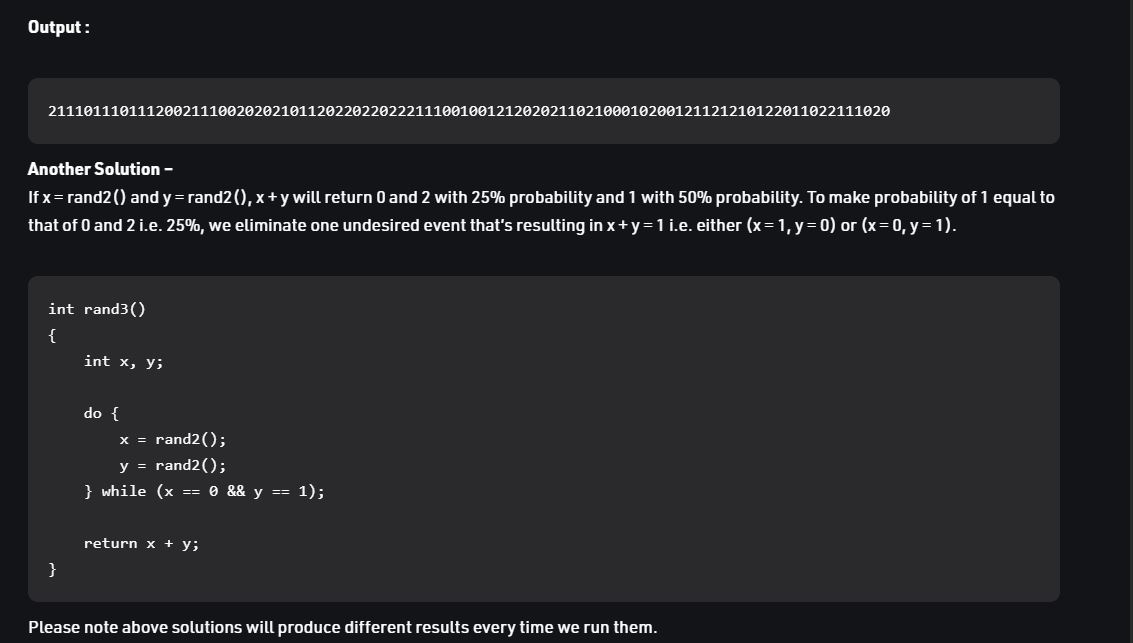 Output :
2111011101112002111002020210112022022022211100100121202021102100010200121121210122011022111020
Another Solution –
If x = rand2() and y = rand2(), x + y will return 0 and 2 with 25% probability and 1 with 50% probability. To make probability of 1 equal to
that of 0 and 2 i.e. 25%, we eliminate one undesired event that's resulting in x + y = 1 i.e. either (x = 1, y = 0) or (x = 0, y = 1).
int rand3()
{
    int x, y;
    do {
        x = rand2();
        y = rand2();
    } while (x == 0 && y == 1);
    return x + y;
}
Please note above solutions will produce different results every time we run them.